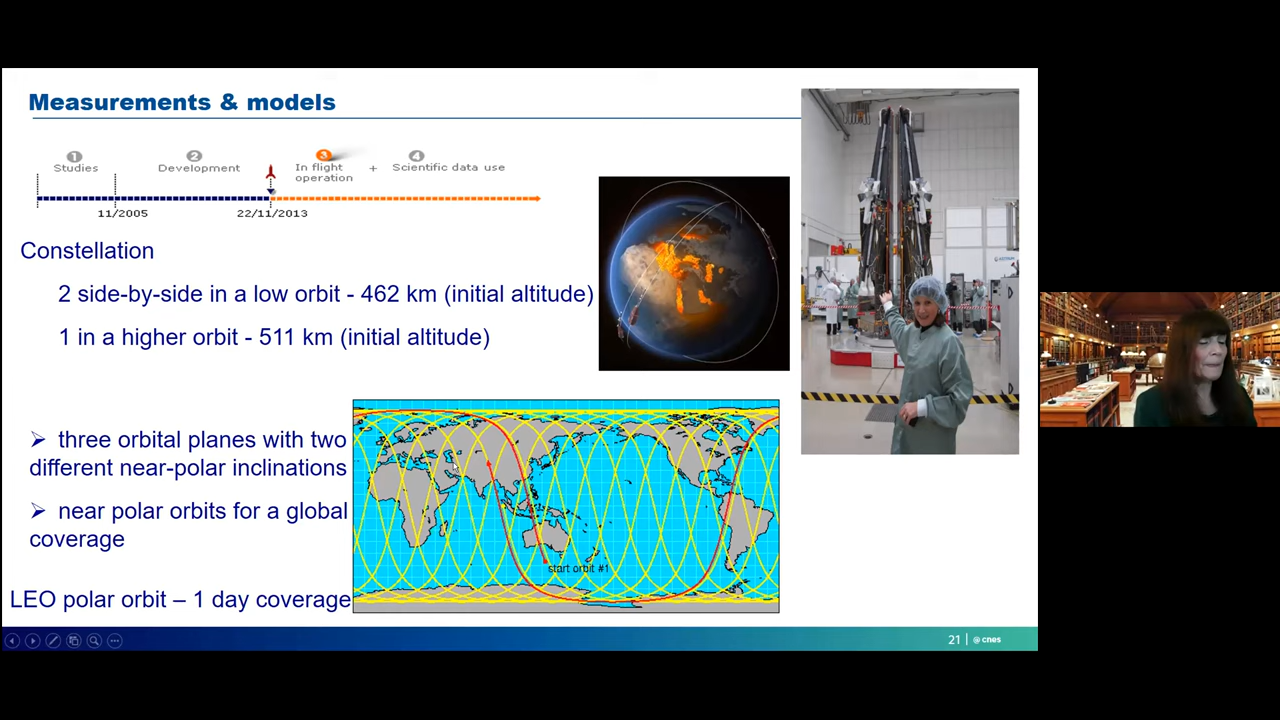 Measurements & models
1 2 3 4
Studies Development In flight operation + Scientific data use
11/2005 22/11/2013
Constellation
2 side-by-side in a low orbit - 462 km (initial altitude)
1 in a higher orbit - 511 km (initial altitude)
➢ three orbital planes with two
different near-polar inclinations
➢ near polar orbits for a global
coverage
start orbit #1
LEO polar orbit – 1 day coverage
21 | @ cnes